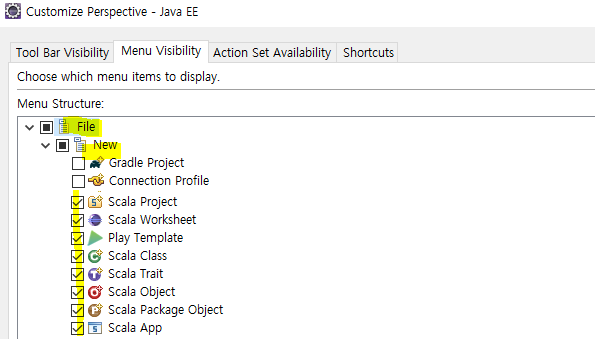 Customize Perspective - Java EE
Tool Bar Visibility Menu Visibility Action Set Availability Shortcuts
Choose which menu items to display.
Menu Structure:
File
New
Gradle Project
Connection Profile
Scala Project
Scala Worksheet
Play Template
Scala Class
Scala Trait
Scala Object
Scala Package Object
Scala App